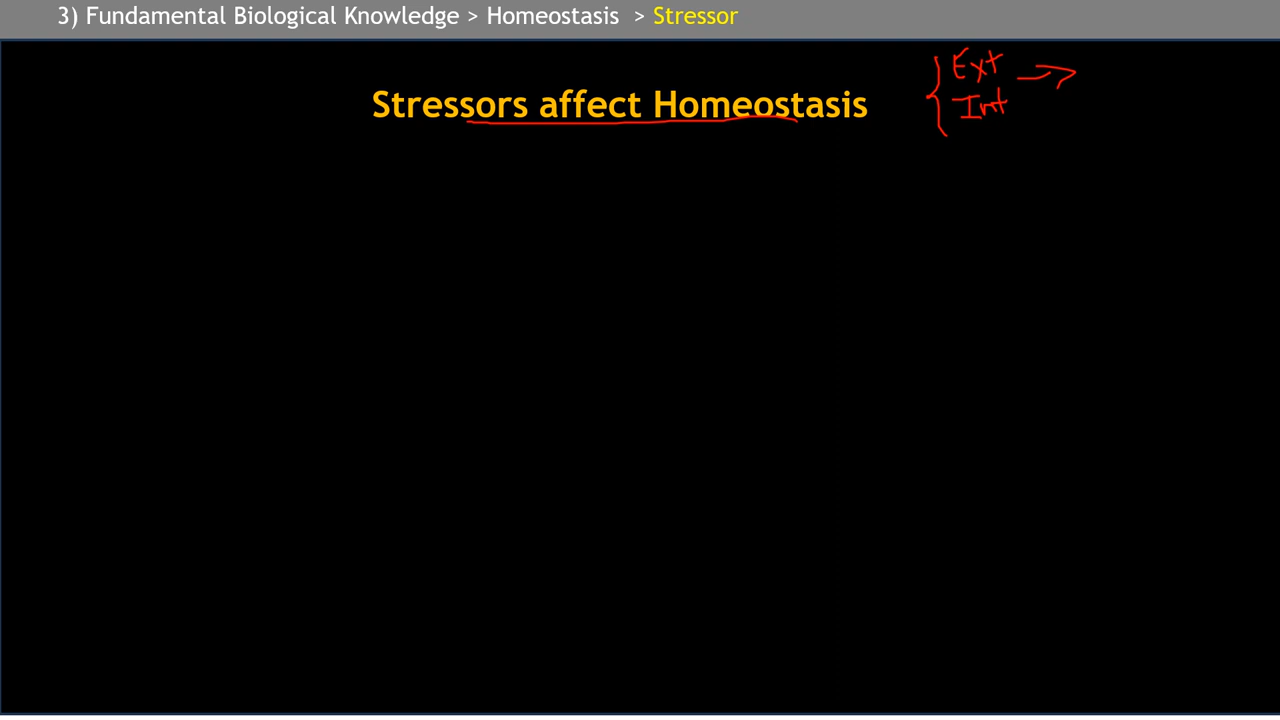 3) Fundamental Biological Knowledge > Homeostasis > Stressor
Ext
Stressors affect Homeostasis
Int